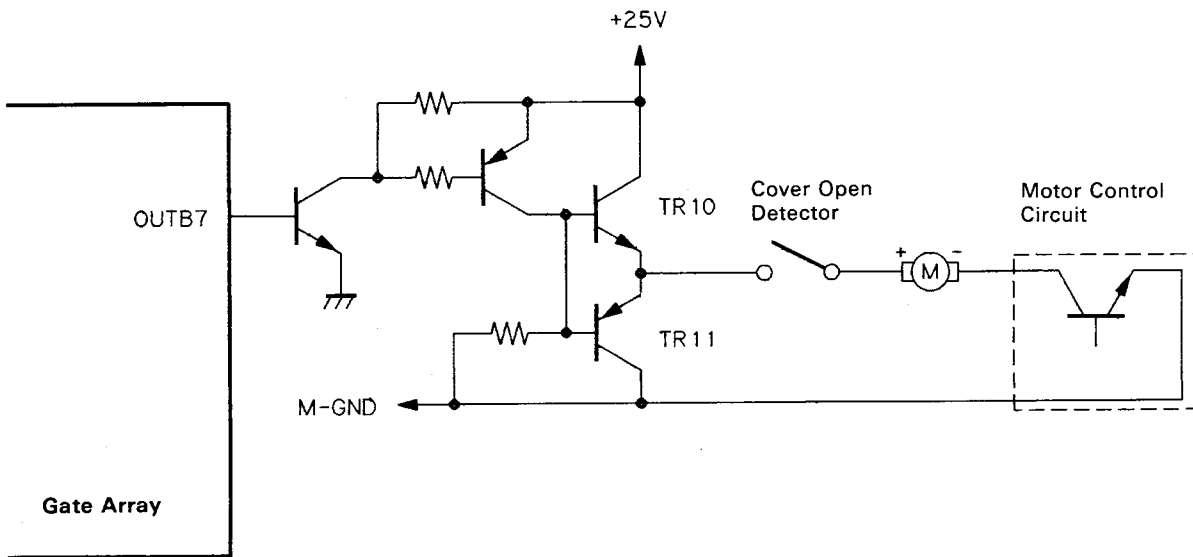 +25V
OUTB7
TR10
Cover Open
Detector
Motor Control
Circuit
+ M -
TR11
M-GND
Gate Array